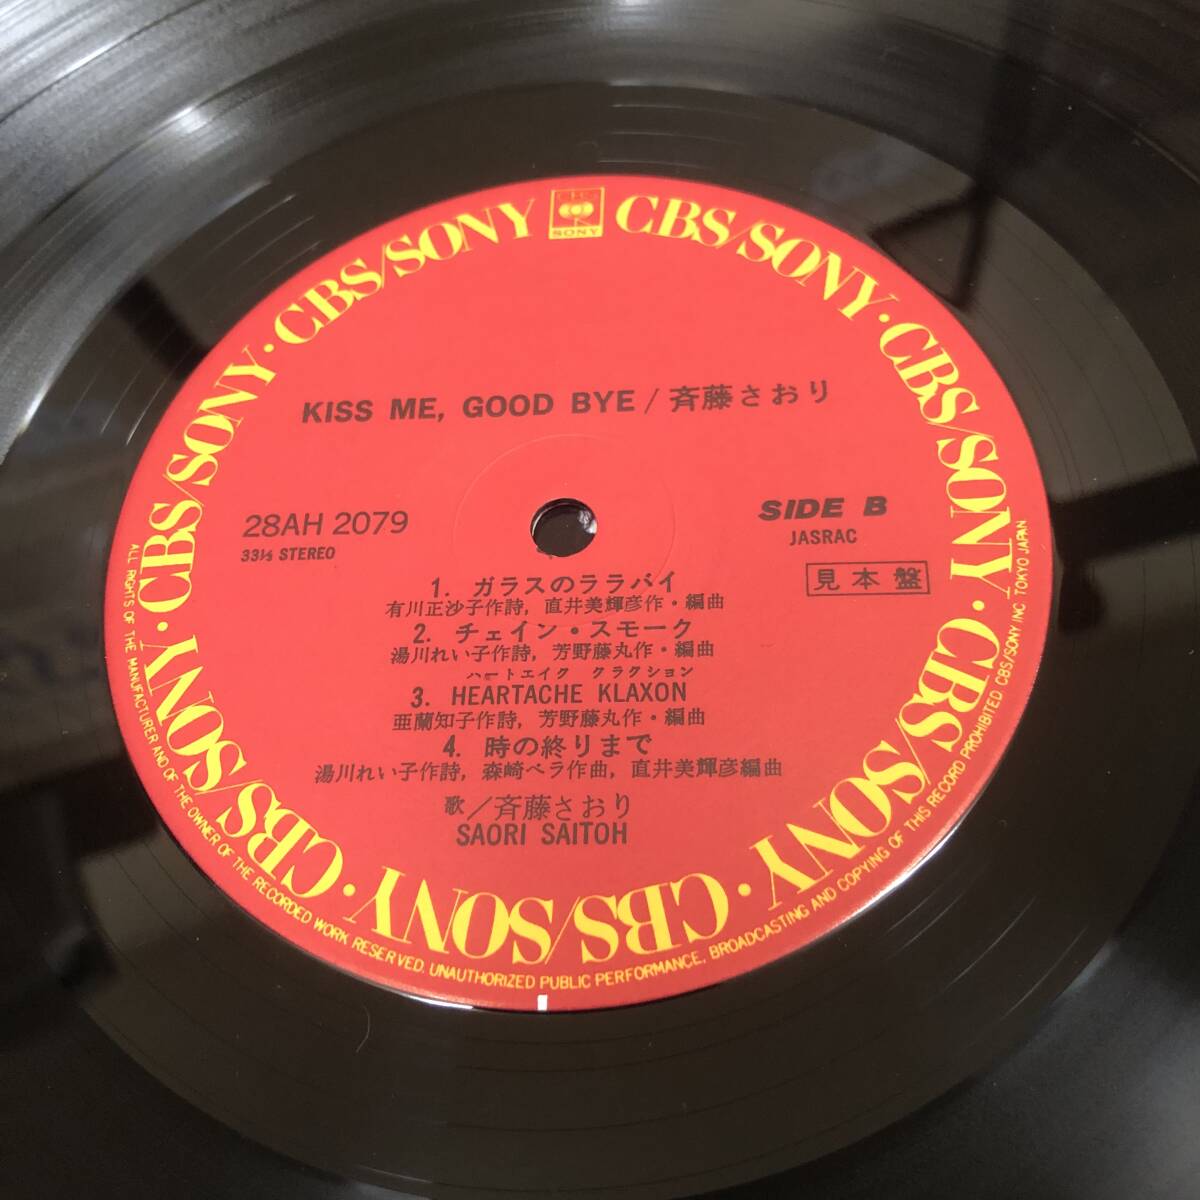 CBS/SONY · CBS/SONY · CBS/SONY · CBS/SONY · CBS/SONY · CBS/SONY · CBS/SONY · CBS/SONY
CBS
SONY
KISS ME, GOOD BYE / 斉藤さおり
28AH 2079
33⅓ STEREO
SIDE B
JASRAC
見本盤
1. ガラスのララバイ
有川正沙子作詩, 直井美輝彦作・編曲
2. チェイン・スモーク
湯川れい子作詩, 芳野藤丸作・編曲
ハートエイク クラクション
3. HEARTACHE KLAXON
亜蘭知子作詩, 芳野藤丸作・編曲
4. 時の終りまで
湯川れい子作詩, 森崎ベラ作曲, 直井美輝彦編曲
歌／斉藤さおり
SAORI SAITOH
ALL RIGHTS OF THE MANUFACTURER AND OF THE OWNER OF THE RECORDED WORK RESERVED. UNAUTHORIZED PUBLIC PERFORMANCE, BROADCASTING AND COPYING OF THIS RECORD PROHIBITED CBS/SONY INC TOKYO JAPAN